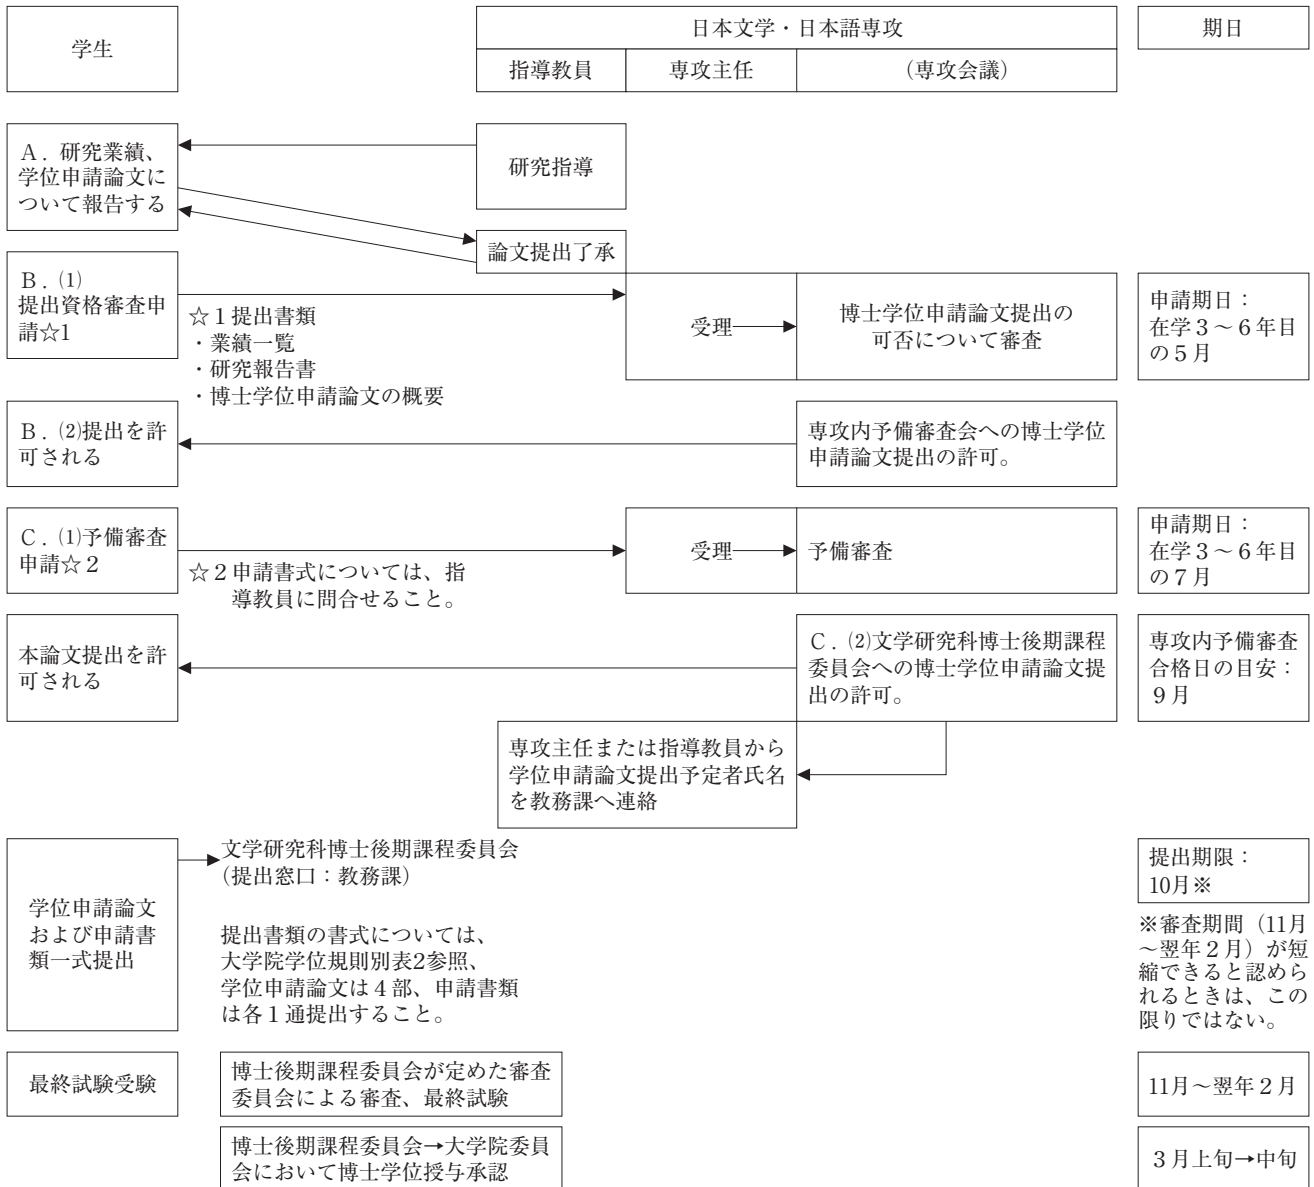 学生
日本文学・日本語専攻
期日
指導教員
専攻主任
(専攻会議)
A．研究業績、
学位申請論文に
ついて報告する
研究指導
論文提出了承
B．(1)
提出資格審査申
請☆1
☆１提出書類
・業績一覧
・研究報告書
・博士学位申請論文の概要
受理
博士学位申請論文提出の
可否について審査
申請期日：
在学３～６年目
の５月
B．(2)提出を許
可される
専攻内予備審査会への博士学位
申請論文提出の許可。
C．(1)予備審査
申請☆２
☆２申請書式については、指
導教員に問合せること。
受理
予備審査
申請期日：
在学３～６年目
の７月
本論文提出を許
可される
C．(2)文学研究科博士後期課程
委員会への博士学位申請論文提
出の許可。
専攻内予備審査
合格日の目安：
９月
専攻主任または指導教員から
学位申請論文提出予定者氏名
を教務課へ連絡
学位申請論文
および申請書
類一式提出
文学研究科博士後期課程委員会
(提出窓口：教務課)
提出書類の書式については、
大学院学位規則別表2参照、
学位申請論文は４部、申請書類
は各１通提出すること。
提出期限：
10月※
※審査期間（11月
～翌年２月）が短
縮できると認めら
れるときは、この
限りではない。
最終試験受験
博士後期課程委員会が定めた審査
委員会による審査、最終試験
11月～翌年２月
博士後期課程委員会→大学院委員
会において博士学位授与承認
３月上旬→中旬